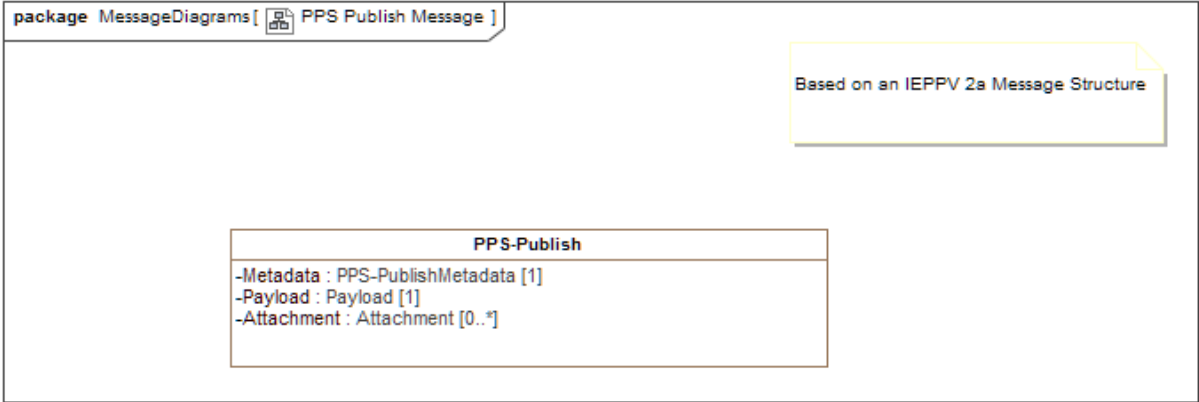 package MessageDiagrams [ PPS Publish Message ]
Based on an IEPPV 2a Message Structure
PPS-Publish
-Metadata : PPS-PublishMetadata [1]
-Payload : Payload [1]
-Attachment : Attachment [0..*]